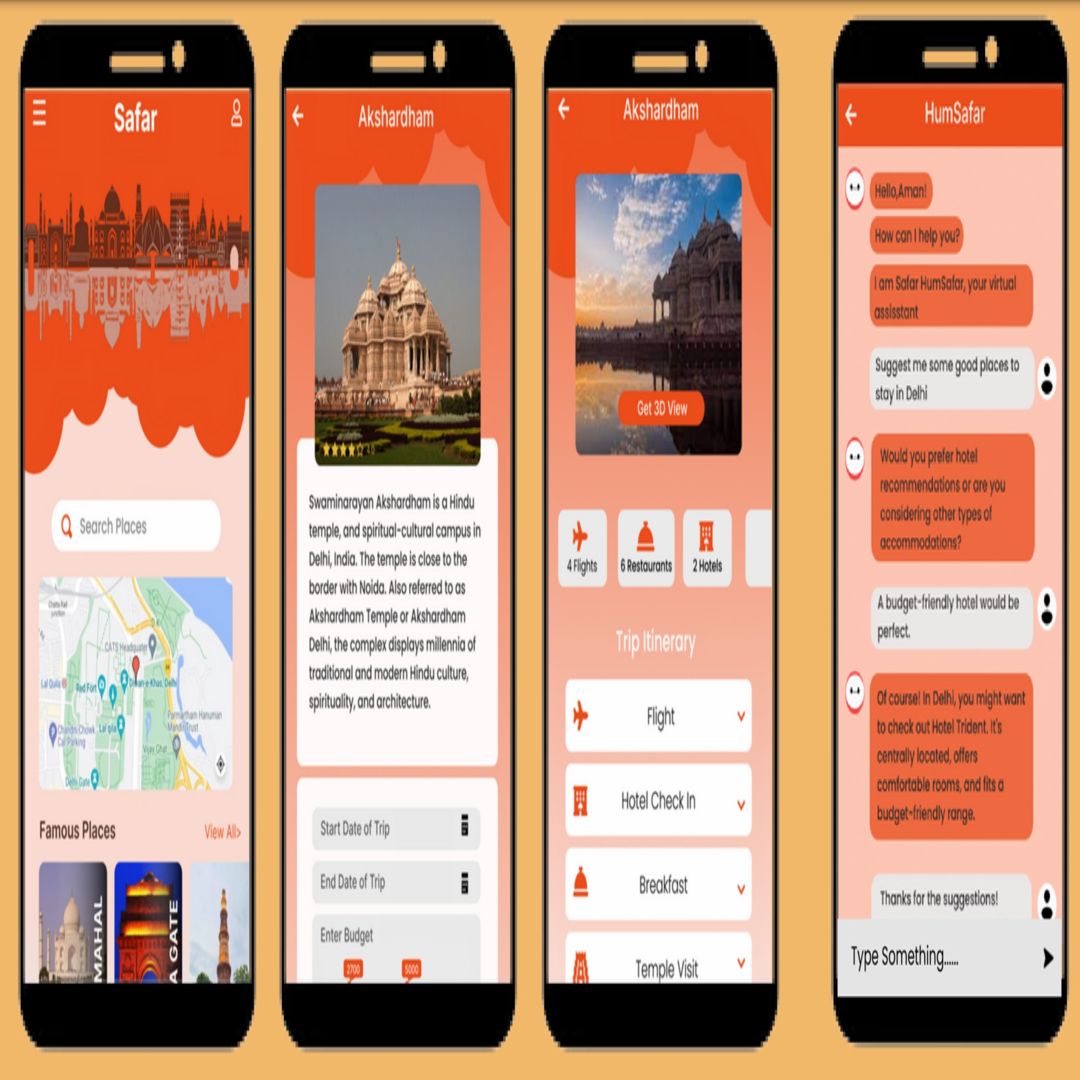 Safar
Search Places
Chatta Rail
junction
CATS Headquater
Lal Quila
Red Fort
Diwan-e-Khas, Delhi
Lal qila
Chandni Chowk
Car Parking
Parmartham Hanuman
Mandir Trust
Vijay Ghat
Delhi Gate
Famous Places
View All>
MAHAL
A GATE
Akshardham
Swaminarayan Akshardham is a Hindu
temple, and spiritual-cultural campus in
Delhi, India. The temple is close to the
border with Noida. Also referred to as
Akshardham Temple or Akshardham
Delhi, the complex displays millennia of
traditional and modern Hindu culture,
spirituality, and architecture.
Start Date of Trip
End Date of Trip
Enter Budget
2700
5000
Akshardham
Get 3D View
4 Flights
6 Restaurants
2 Hotels
Trip Itinerary
Flight
Hotel Check In
Breakfast
Temple Visit
HumSafar
Hello,Aman!
How can I help you?
I am Safar HumSafar, your virtual
assisstant
Suggest me some good places to
stay in Delhi
Would you prefer hotel
recommendations or are you
considering other types of
accommodations?
A budget-friendly hotel would be
perfect.
Of course! In Delhi, you might want
to check out Hotel Trident. It's
centrally located, offers
comfortable rooms, and fits a
budget-friendly range.
Thanks for the suggestions!
Type Something......